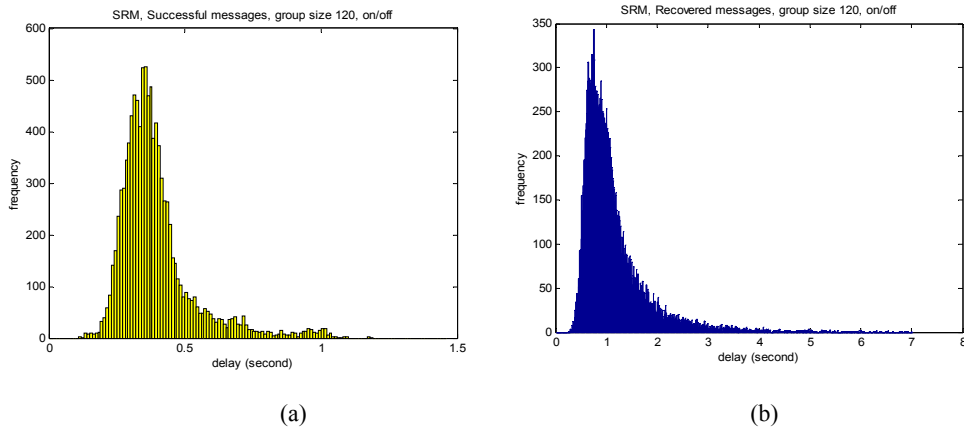 SRM, Successful messages, group size 120, on/off
600
500
400
300
200
100
0
frequency
0 0.5 1 1.5
delay (second)
(a)
SRM, Recovered messages, group size 120, on/off
350
300
250
200
150
100
50
0
frequency
0 1 2 3 4 5 6 7 8
delay (second)
(b)